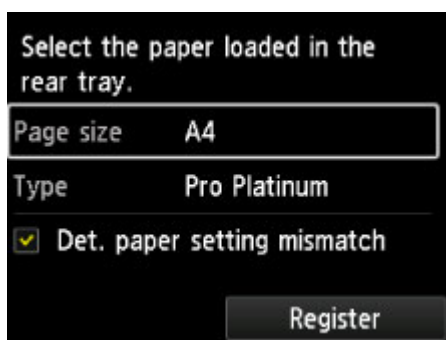 Select the paper loaded in the
rear tray.
Page size A4
Type Pro Platinum
Det. paper setting mismatch
Register